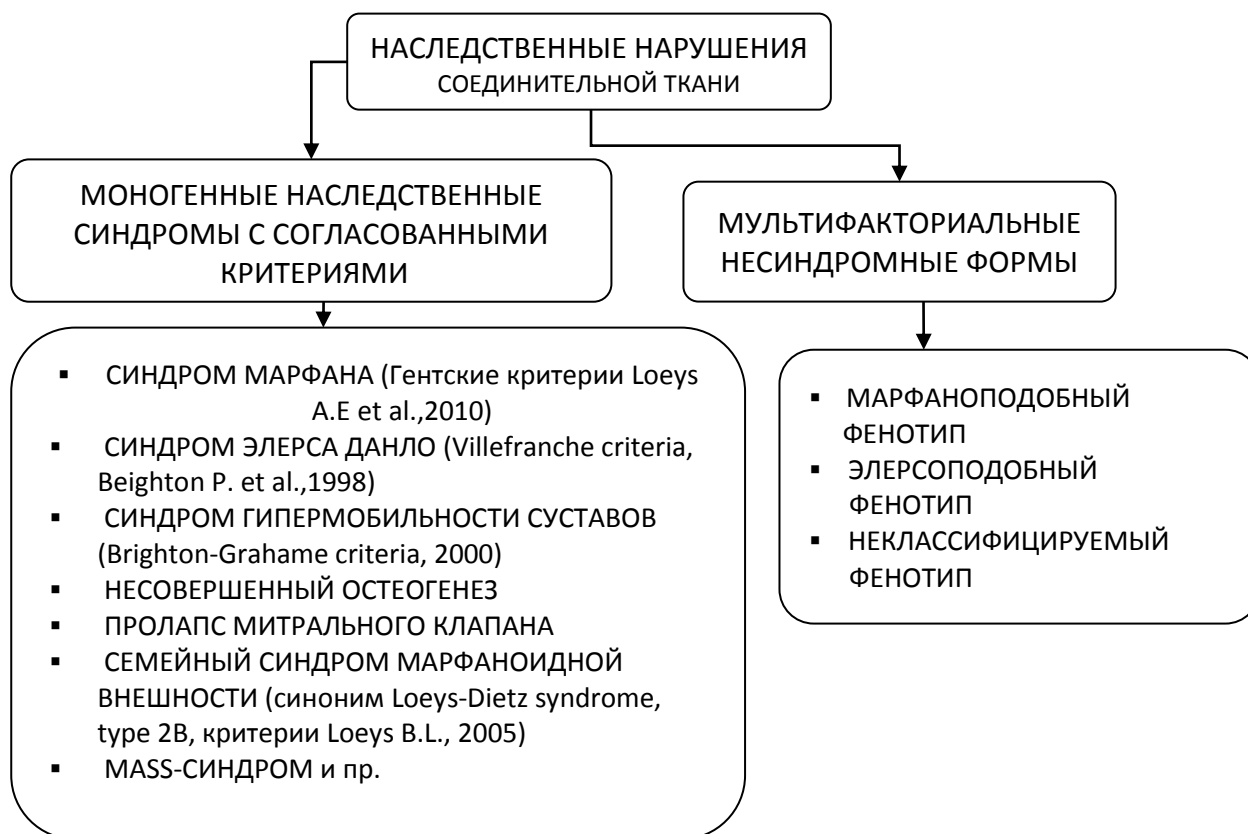 НАСЛЕДСТВЕННЫЕ НАРУШЕНИЯ
СОЕДИНИТЕЛЬНОЙ ТКАНИ
МОНОГЕННЫЕ НАСЛЕДСТВЕННЫЕ
СИНДРОМЫ С СОГЛАСОВАННЫМИ
КРИТЕРИЯМИ
▪ СИНДРОМ МАРФАНА (Гентские критерии Loeys
A.E et al.,2010)
▪ СИНДРОМ ЭЛЕРСА ДАНЛО (Villefranche criteria,
Beighton P. et al.,1998)
▪ СИНДРОМ ГИПЕРМОБИЛЬНОСТИ СУСТАВОВ
(Brighton-Grahame criteria, 2000)
▪ НЕСОВЕРШЕННЫЙ ОСТЕОГЕНЕЗ
▪ ПРОЛАПС МИТРАЛЬНОГО КЛАПАНА
▪ СЕМЕЙНЫЙ СИНДРОМ МАРФАНОИДНОЙ
ВНЕШНОСТИ (синоним Loeys-Dietz syndrome,
type 2B, критерии Loeys B.L., 2005)
▪ MASS-СИНДРОМ и пр.
МУЛЬТИФАКТОРИАЛЬНЫЕ
НЕСИНДРОМНЫЕ ФОРМЫ
▪ МАРФАНОПОДОБНЫЙ
ФЕНОТИП
▪ ЭЛЕРСОПОДОБНЫЙ
ФЕНОТИП
▪ НЕКЛАССИФИЦИРУЕМЫЙ
ФЕНОТИП